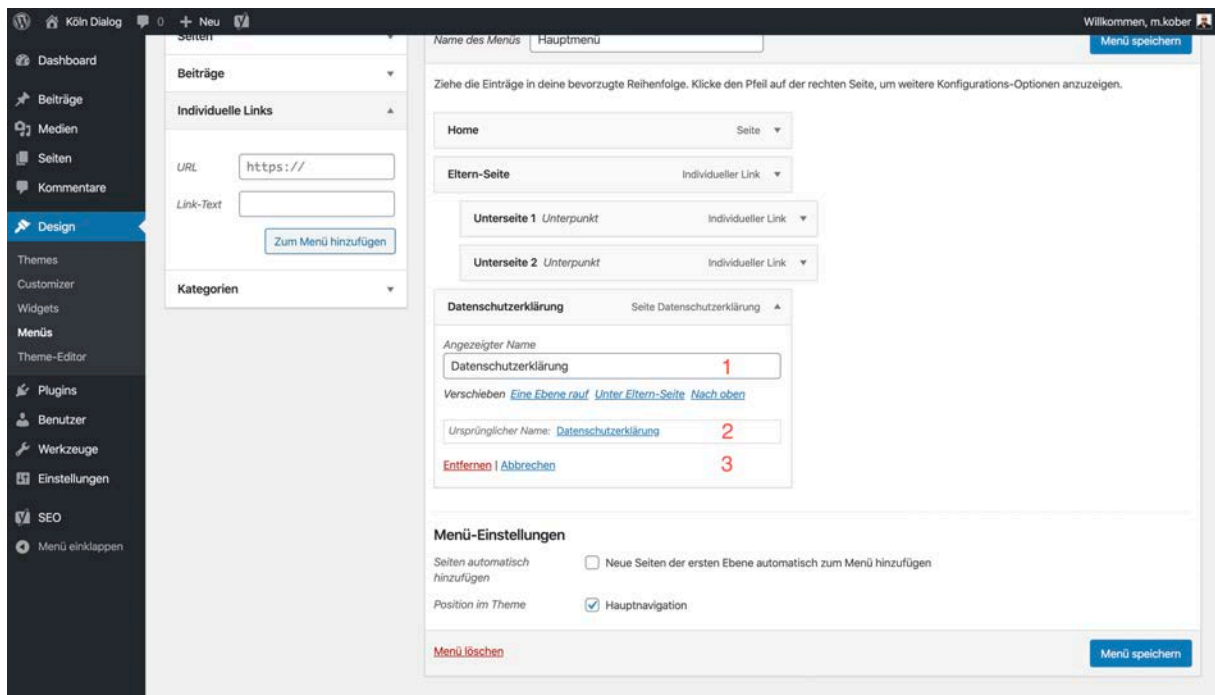 Köln Dialog 0 + Neu Willkommen, m.kober
Dashboard
Beiträge
Medien
Seiten
Kommentare
Design
Themes
Customizer
Widgets
Menüs
Theme-Editor
Plugins
Benutzer
Werkzeuge
Einstellungen
SEO
Menü einklappen
Seiten
Beiträge
Individuelle Links
URL https://
Link-Text
Zum Menü hinzufügen
Kategorien
Name des Menüs Hauptmenü Menü speichern
Ziehe die Einträge in deine bevorzugte Reihenfolge. Klicke den Pfeil auf der rechten Seite, um weitere Konfigurations-Optionen anzuzeigen.
Home Seite
Eltern-Seite Individueller Link
Unterseite 1 Unterpunkt Individueller Link
Unterseite 2 Unterpunkt Individueller Link
Datenschutzerklärung Seite Datenschutzerklärung
Angezeigter Name
Datenschutzerklärung 1
Verschieben Eine Ebene rauf Unter Eltern-Seite Nach oben
Ursprünglicher Name: Datenschutzerklärung 2
Entfernen | Abbrechen 3
Menü-Einstellungen
Seiten automatisch hinzufügen Neue Seiten der ersten Ebene automatisch zum Menü hinzufügen
Position im Theme Hauptnavigation
Menü löschen Menü speichern